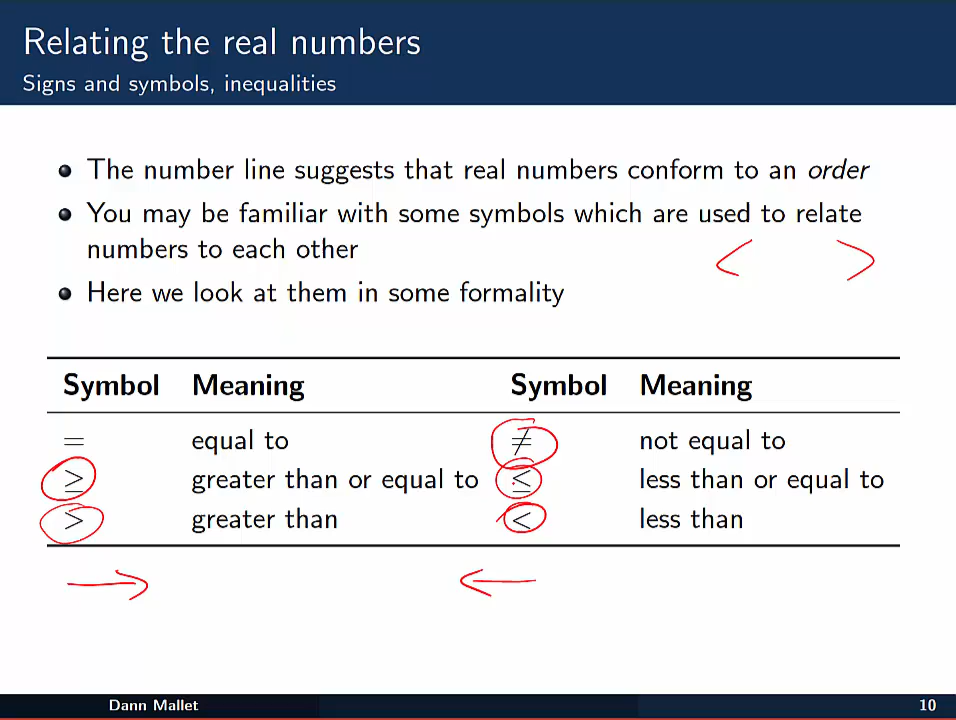 Relating the real numbers
Signs and symbols, inequalities
The number line suggests that real numbers conform to an order
You may be familiar with some symbols which are used to relate
numbers to each other
< >
Here we look at them in some formality
Symbol Meaning Symbol Meaning
= equal to ≠ not equal to
≥ greater than or equal to ≤ less than or equal to
> greater than < less than
→ ←
Dann Mallet 10